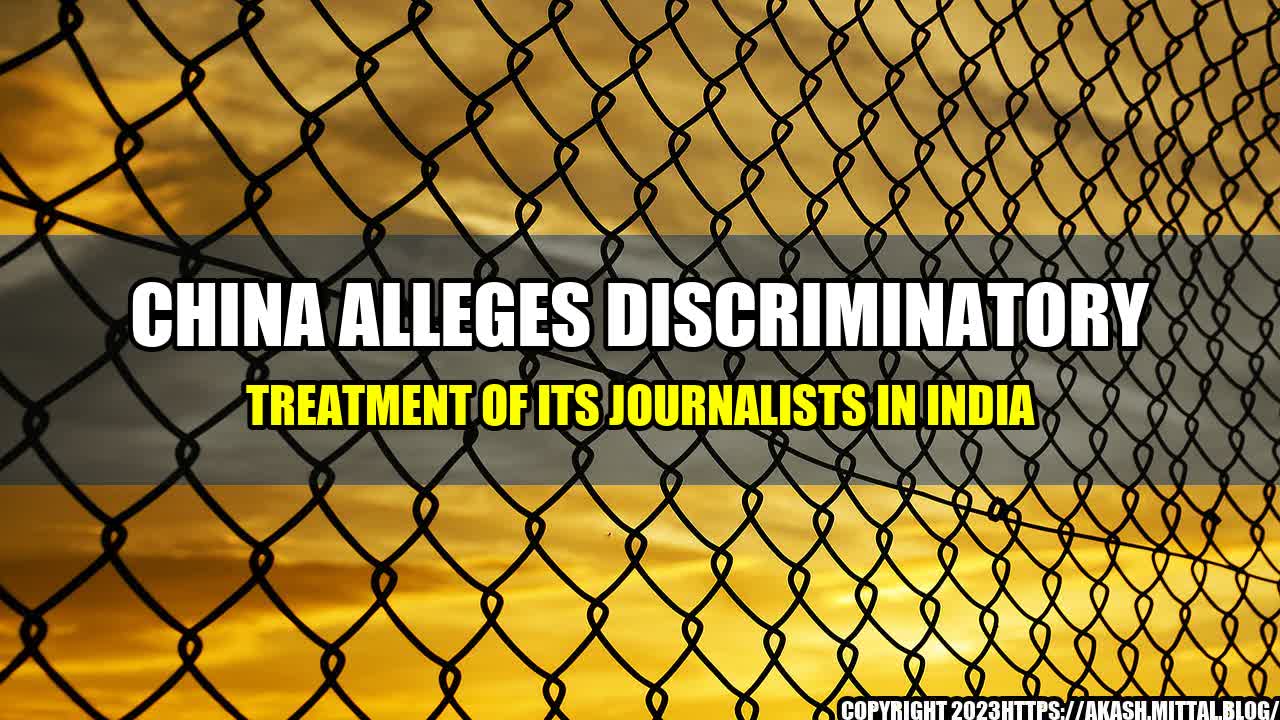 CHINA ALLEGES DISCRIMINATORY
TREATMENT OF ITS JOURNALISTS IN INDIA
COPYRIGHT 2023HTTPS://AKASH.MITTAL.BLOG/